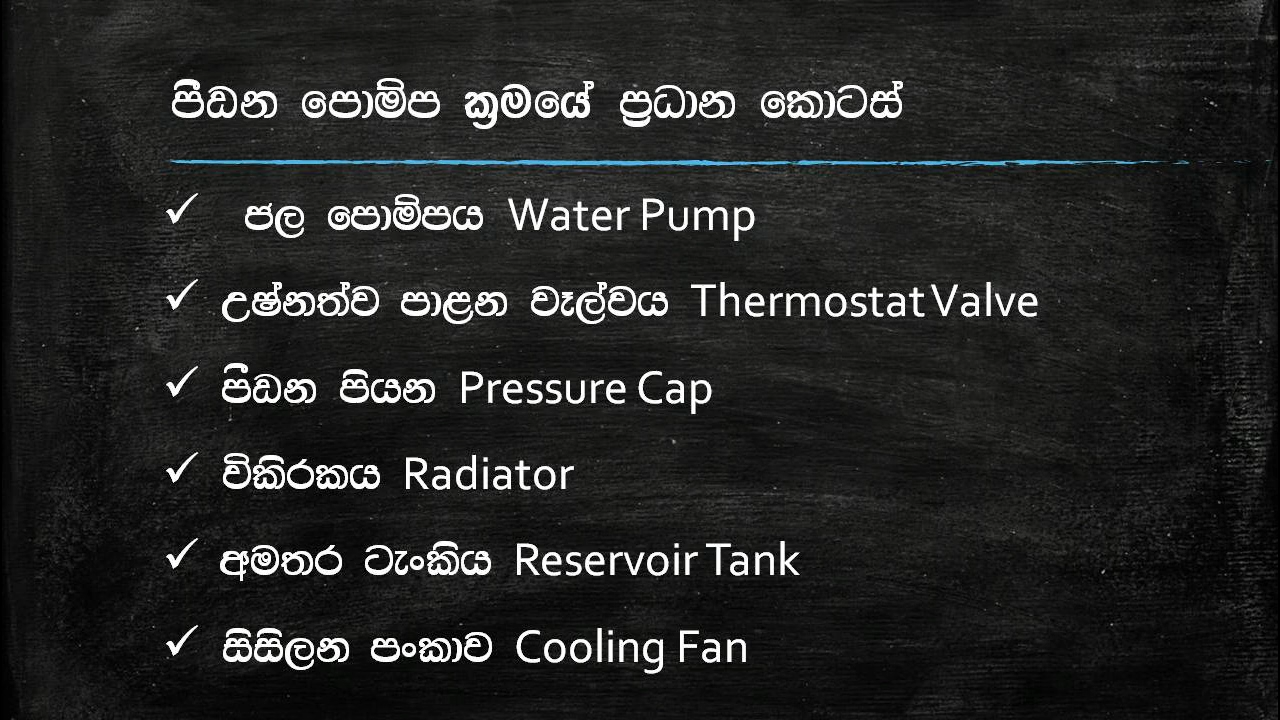 පීඩන පොම්ප ක්‍රමයේ ප්‍රධාන කොටස්
✓ ජල පොම්පය Water Pump
✓ උෂ්නත්ව පාළන වෑල්වය Thermostat Valve
✓ පීඩන පියන Pressure Cap
✓ විකිරකය Radiator
✓ අමතර ටැංකිය Reservoir Tank
✓ සිසිලන පංකාව Cooling Fan